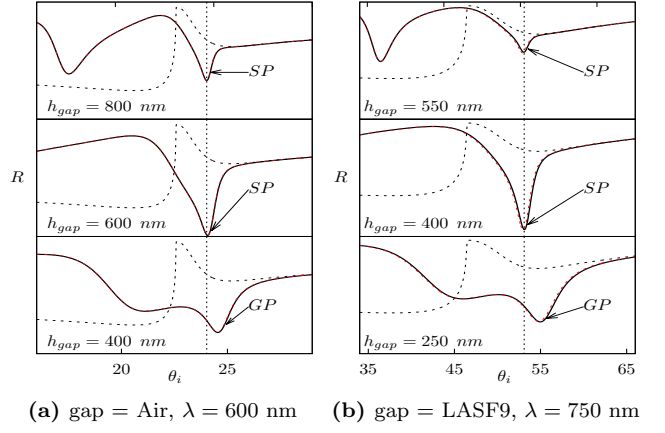 SP
h_gap = 800 nm
SP
h_gap = 550 nm
R
SP
h_gap = 600 nm
R
SP
h_gap = 400 nm
GP
h_gap = 400 nm
GP
h_gap = 250 nm
20 25
θ_i
34 45 55 66
θ_i
(a) gap = Air, λ = 600 nm
(b) gap = LASF9, λ = 750 nm